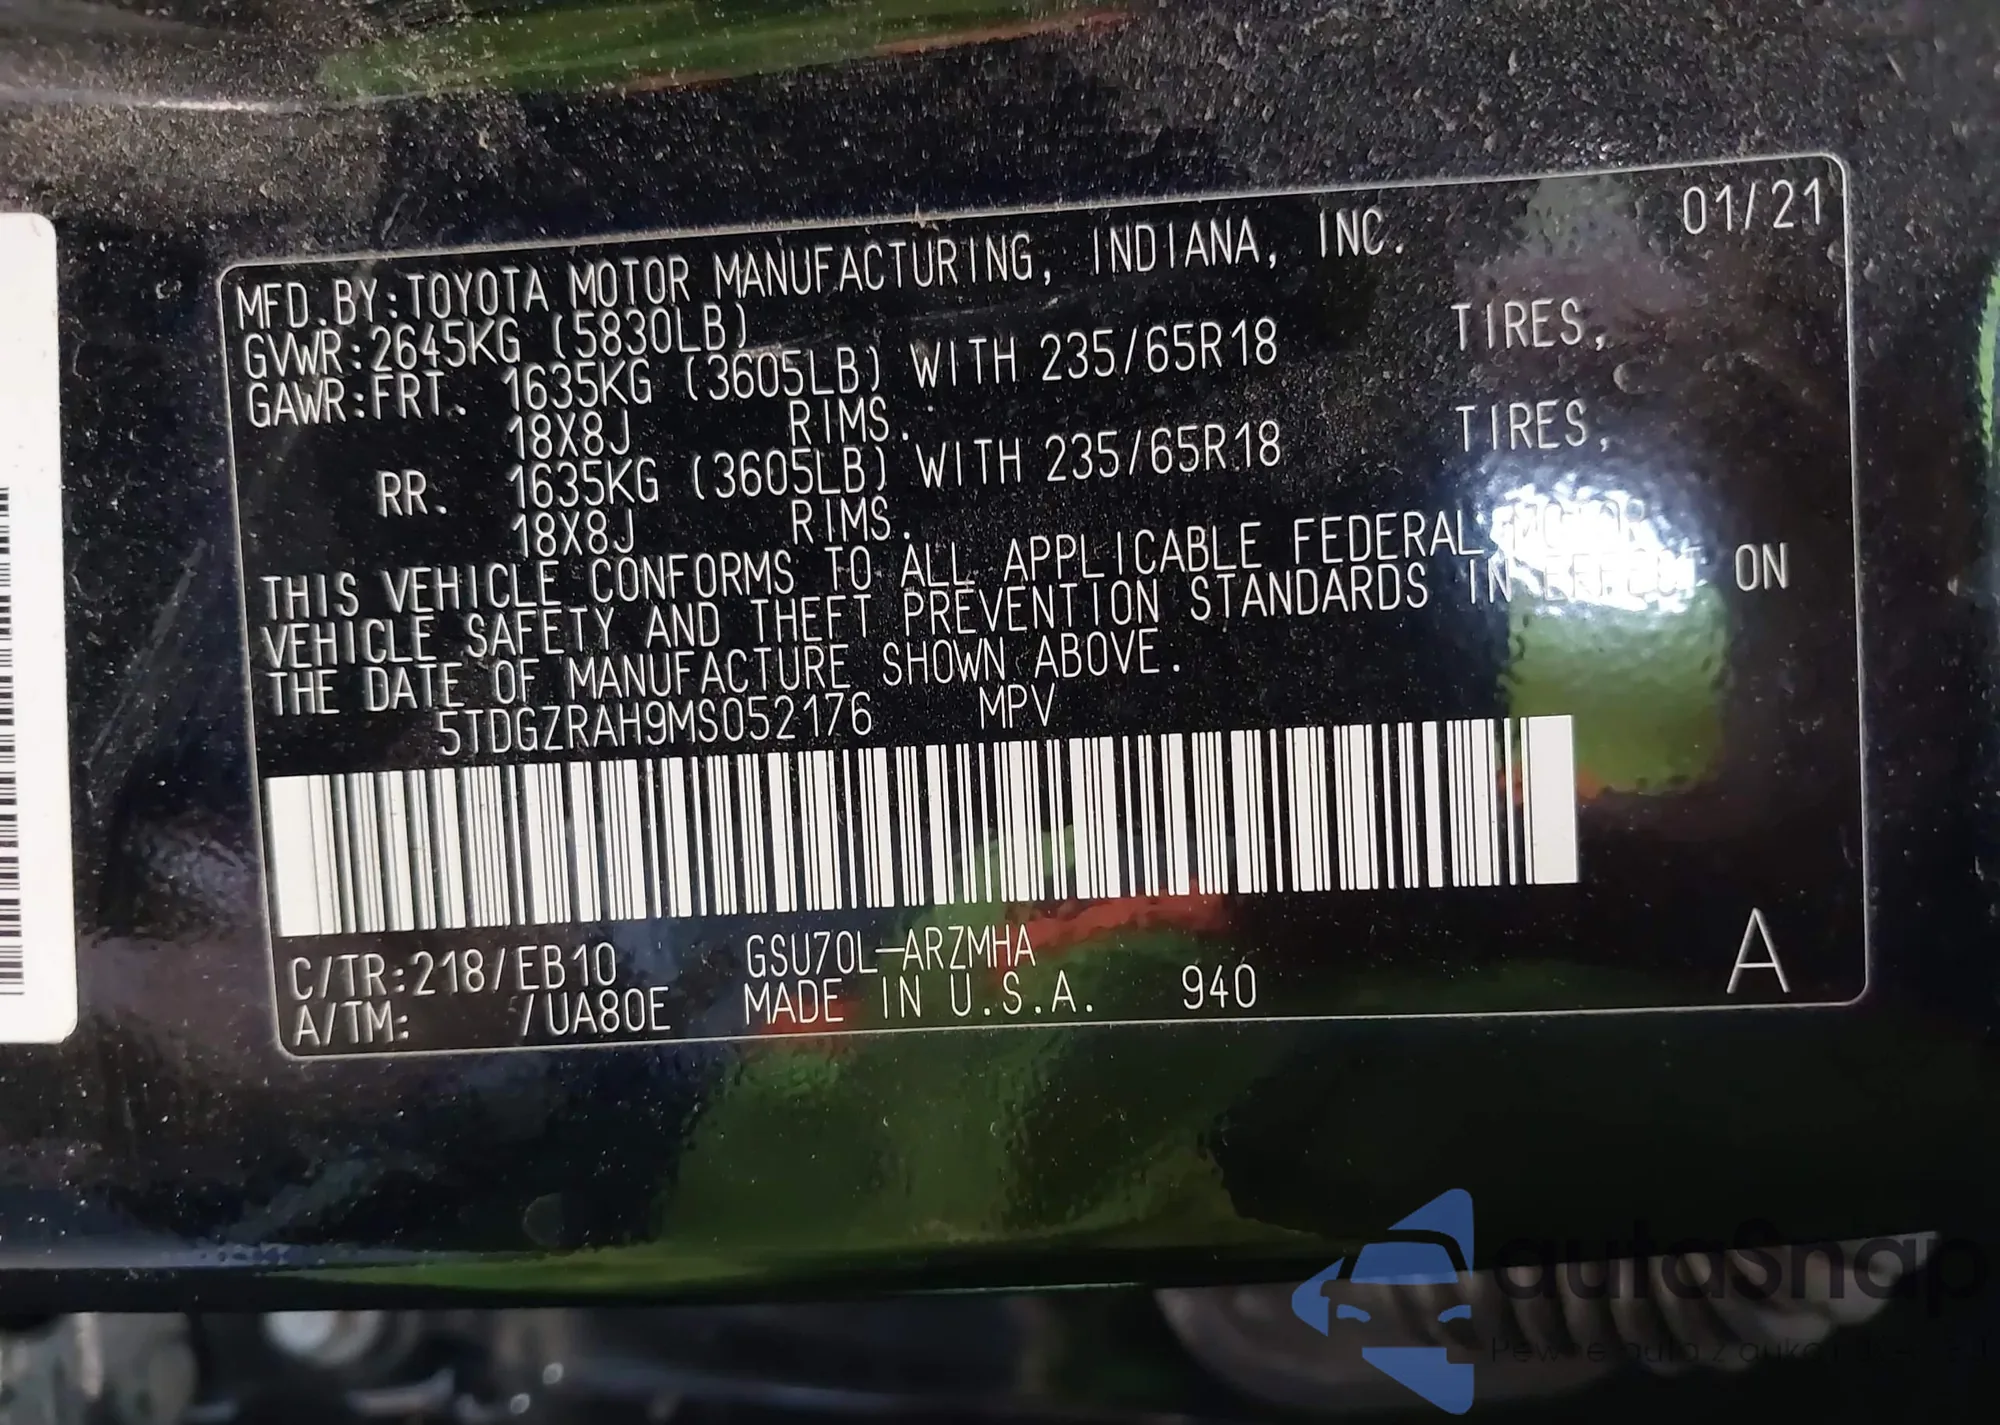 01/21
MFD.BY:TOYOTA MOTOR MANUFACTURING, INDIANA, INC.
GVWR:2645KG (5830LB)
GAWR:FRT. 1635KG (3605LB) WITH 235/65R18 TIRES,
18X8J RIMS.
RR. 1635KG (3605LB) WITH 235/65R18 TIRES,
18X8J RIMS.
THIS VEHICLE CONFORMS TO ALL APPLICABLE FEDERAL MOTOR
VEHICLE SAFETY AND THEFT PREVENTION STANDARDS IN EFFECT ON
THE DATE OF MANUFACTURE SHOWN ABOVE.
5TDGZRAH9MS052176 MPV
C/TR:218/EB10 GSU70L-ARZMHA
A/TM: /UA80E MADE IN U.S.A. 940
A
autaSnap